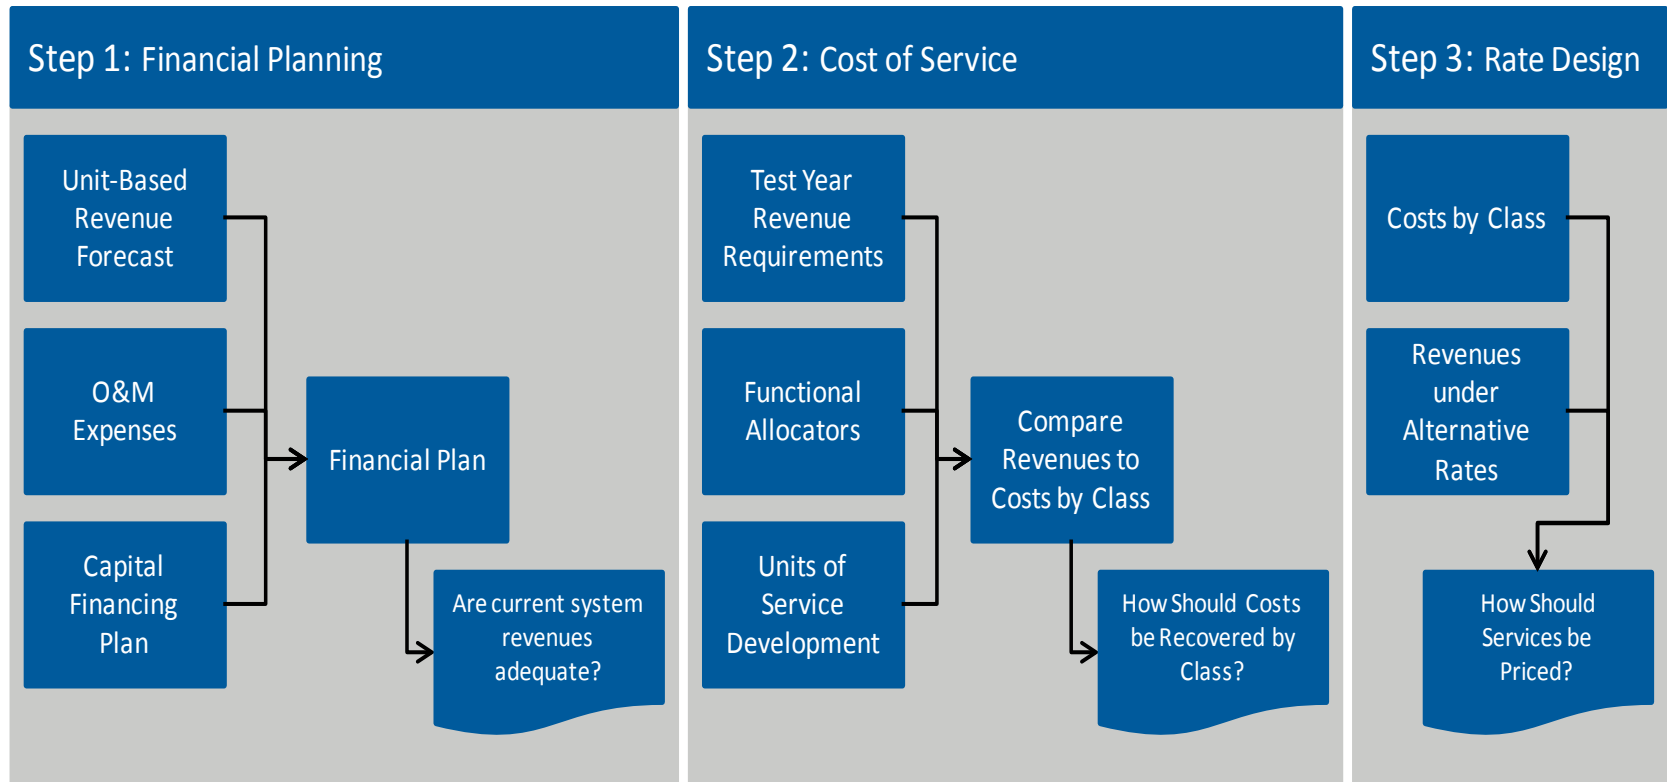 Step 1: Financial Planning
Unit-Based
Revenue
Forecast
O&M
Expenses
Capital
Financing
Plan
Financial Plan
Are current system
revenues
adequate?
Step 2: Cost of Service
Test Year
Revenue
Requirements
Functional
Allocators
Units of
Service
Development
Compare
Revenues to
Costs by Class
How Should Costs
be Recovered by
Class?
Step 3: Rate Design
Costs by Class
Revenues
under
Alternative
Rates
How Should
Services be
Priced?